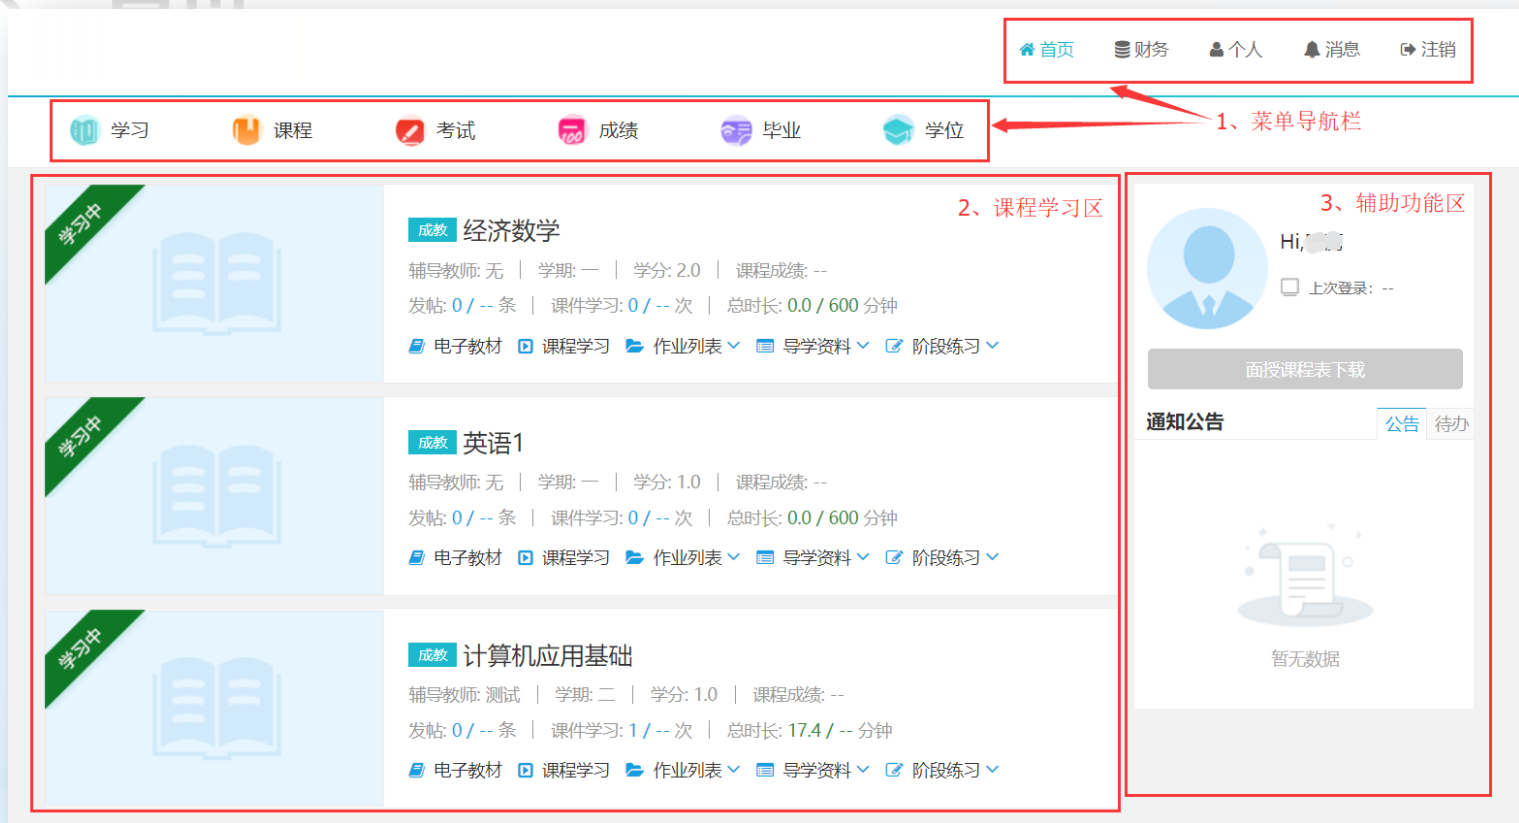 首页 财务 个人 消息 注销
学习 课程 考试 成绩 毕业 学位
1、菜单导航栏
2、课程学习区
学习中
成教 经济数学
辅导教师: 无 | 学期: 一 | 学分: 2.0 | 课程成绩: --
发帖: 0 / -- 条 | 课件学习: 0 / -- 次 | 总时长: 0.0 / 600 分钟
电子教材 课程学习 作业列表 导学资料 阶段练习
学习中
成教 英语1
辅导教师: 无 | 学期: 一 | 学分: 1.0 | 课程成绩: --
发帖: 0 / -- 条 | 课件学习: 0 / -- 次 | 总时长: 0.0 / 600 分钟
电子教材 课程学习 作业列表 导学资料 阶段练习
学习中
成教 计算机应用基础
辅导教师: 测试 | 学期: 二 | 学分: 1.0 | 课程成绩: --
发帖: 0 / -- 条 | 课件学习: 1 / -- 次 | 总时长: 17.4 / -- 分钟
电子教材 课程学习 作业列表 导学资料 阶段练习
3、辅助功能区
Hi,
上次登录: --
面授课程表下载
通知公告 公告 待办
暂无数据